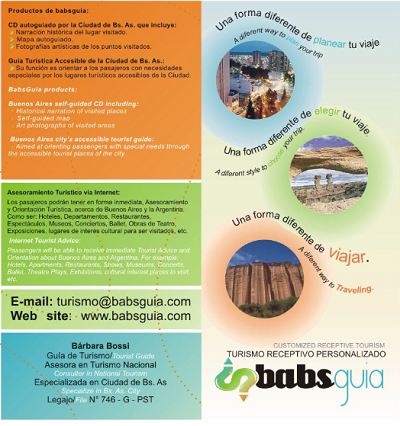 Productos de babsguia:
CD autoguiado por la Ciudad de Bs. As. que incluye:
Narración histórica del lugar visitado.
Mapa autoguiado.
Fotografías artísticas de los puntos visitados.
Guía Turística Accesible de la Ciudad de Bs. As.:
Su función es orientar a los pasajeros con necesidades
especiales por los lugares turísticos accesibles de la Ciudad.
BabsGuia products:
Buenos Aires self-guided CD including:
- Historical narration of visited places
Self-guided map
Art photographs of visited areas
Buenos Aires city's accessible tourist guide:
- Aimed at orienting passengers with special needs through
the accessible tourist places of the city
Asesoramiento Turístico via Internet:
Los pasajeros podrán tener en forma inmediata, Asesoramiento
y Orientación Turística, acerca de Buenos Aires y la Argentina.
Como ser: Hoteles, Departamentos, Restaurantes,
Espectáculos, Museos, Conciertos, Ballet, Obras de Teatro,
Exposiciones, lugares de interés cultural para ser visitados, etc.
Internet Tourist Advice:
Passengers will be able to receive immediate Tourist Advice and
Orientation about Buenos Aires and Argentina. For example:
Hotels, Apartments, Restaurants, Shows, Museums, Concerts,
Ballet, Theatre Plays, Exhibitions, cultural interest places to visit
etc.
E-mail: turismo@babsguia.com
Web site: www.babsguia.com
Bárbara Bossi
Guía de Turismo/Tourist Guide
Asesora en Turismo Nacional
Consulter in National Tourism
Especializada en Ciudad de Bs. As
Specialize in Bs. As. City
Legajo/File N° 746 - G - PST
Una forma diferente de planear tu viaje
A diferent way to plan your trip
Una forma diferente de elegir tu viaje
A diferent style to choose your trip.
Una forma diferente de Viajar.
A different way to Traveling.
CUSTOMIZED RECEPTIVE TOURISM
TURISMO RECEPTIVO PERSONALIZADO
babsguia